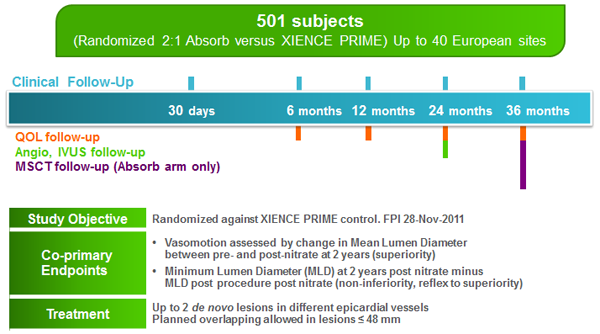 501 subjects
(Randomized 2:1 Absorb versus XIENCE PRIME) Up to 40 European sites
Clinical Follow-Up
30 days 6 months 12 months 24 months 36 months
QOL follow-up
Angio, IVUS follow-up
MSCT follow-up (Absorb arm only)
Study Objective Randomized against XIENCE PRIME control. FPI 28-Nov-2011
Co-primary Endpoints
• Vasomotion assessed by change in Mean Lumen Diameter
between pre- and post-nitrate at 2 years (superiority)
• Minimum Lumen Diameter (MLD) at 2 years post nitrate minus
MLD post procedure post nitrate (non-inferiority, reflex to superiority)
Treatment
Up to 2 de novo lesions in different epicardial vessels
Planned overlapping allowed in lesions ≤ 48 mm